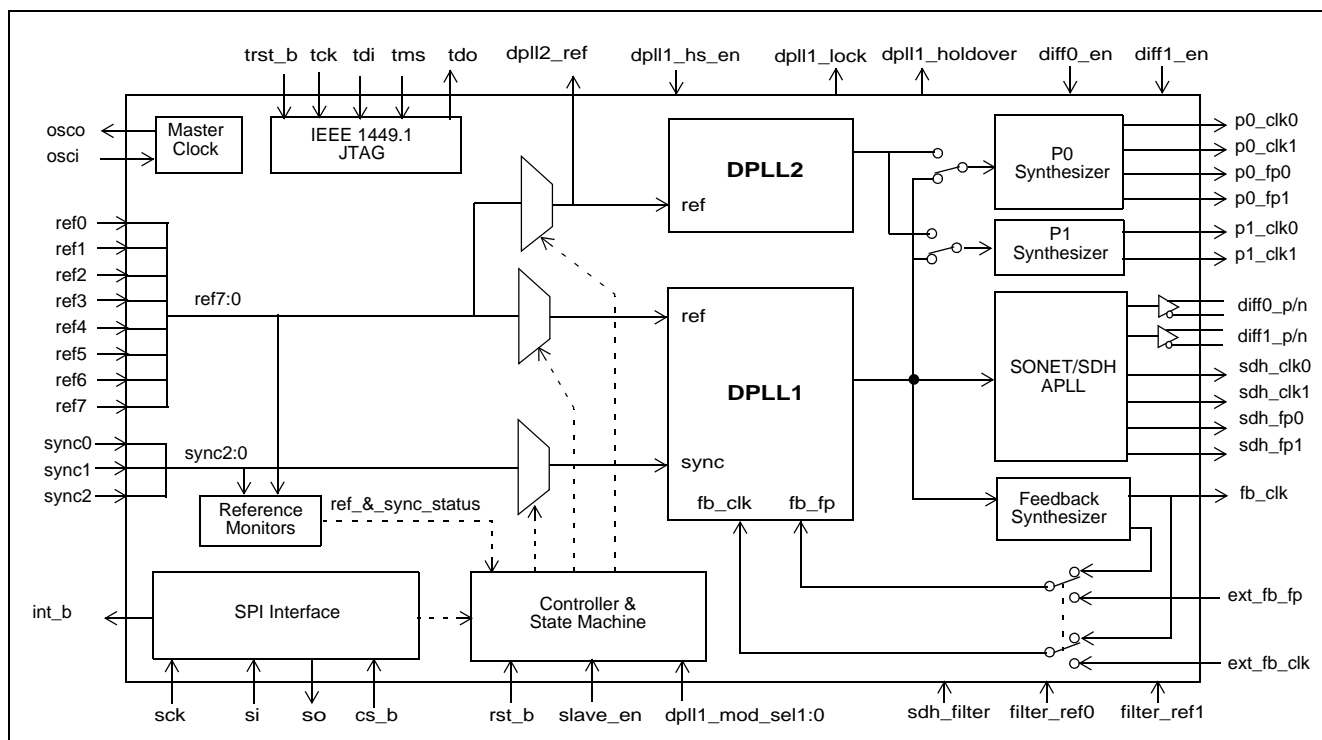 trst_b
tck
tdi
tms
tdo
dpll2_ref
dpll1_hs_en
dpll1_lock
dpll1_holdover
diff0_en
diff1_en
osco
osci
Master
Clock
IEEE 1449.1
JTAG
DPLL2
ref
P0
Synthesizer
p0_clk0
p0_clk1
p0_fp0
p0_fp1
P1
Synthesizer
p1_clk0
p1_clk1
ref0
ref1
ref2
ref3
ref4
ref5
ref6
ref7
ref7:0
ref
DPLL1
sync
fb_clk
fb_fp
SONET/SDH
APLL
diff0_p/n
diff1_p/n
sdh_clk0
sdh_clk1
sdh_fp0
sdh_fp1
sync0
sync1
sync2
sync2:0
Reference
Monitors
ref_&_sync_status
Feedback
Synthesizer
fb_clk
int_b
SPI Interface
Controller &
State Machine
ext_fb_fp
ext_fb_clk
sck
si
so
cs_b
rst_b
slave_en
dpll1_mod_sel1:0
sdh_filter
filter_ref0
filter_ref1